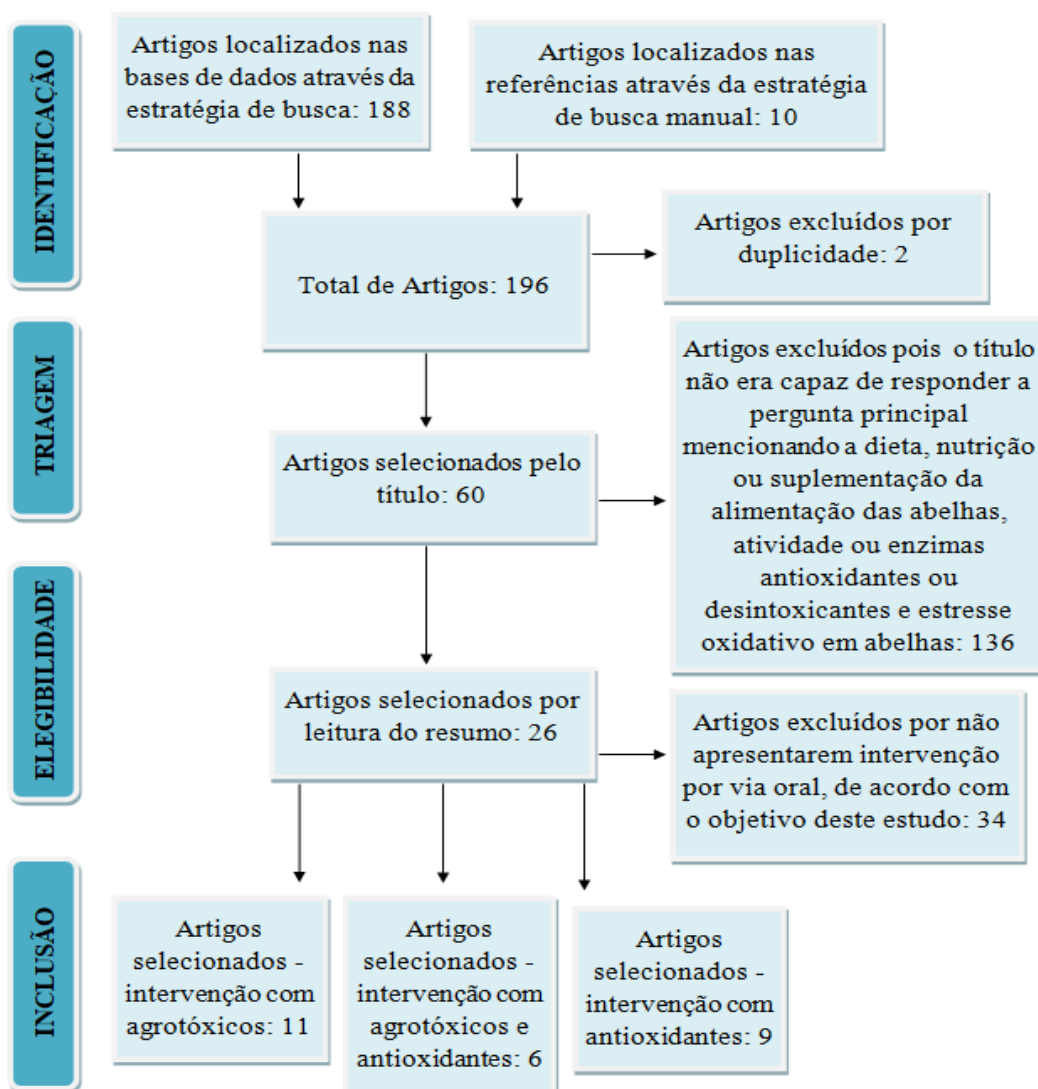 IDENTIFICAÇÃO
Artigos localizados nas
bases de dados através da
estratégia de busca: 188
Artigos localizados nas
referências através da estratégia
de busca manual: 10
Total de Artigos: 196
Artigos excluídos por
duplicidade: 2
TRIAGEM
Artigos selecionados pelo
título: 60
Artigos excluídos pois o título
não era capaz de responder a
pergunta principal
mencionando a dieta, nutrição
ou suplementação da
alimentação das abelhas,
atividade ou enzimas
antioxidantes ou
desintoxicantes e estresse
oxidativo em abelhas: 136
ELEGIBILIDADE
Artigos selecionados por
leitura do resumo: 26
Artigos excluídos por não
apresentarem intervenção
por via oral, de acordo com
o objetivo deste estudo: 34
INCLUSÃO
Artigos
selecionados -
intervenção com
agrotóxicos: 11
Artigos
selecionados -
intervenção com
agrotóxicos e
antioxidantes: 6
Artigos
selecionados -
intervenção com
antioxidantes: 9